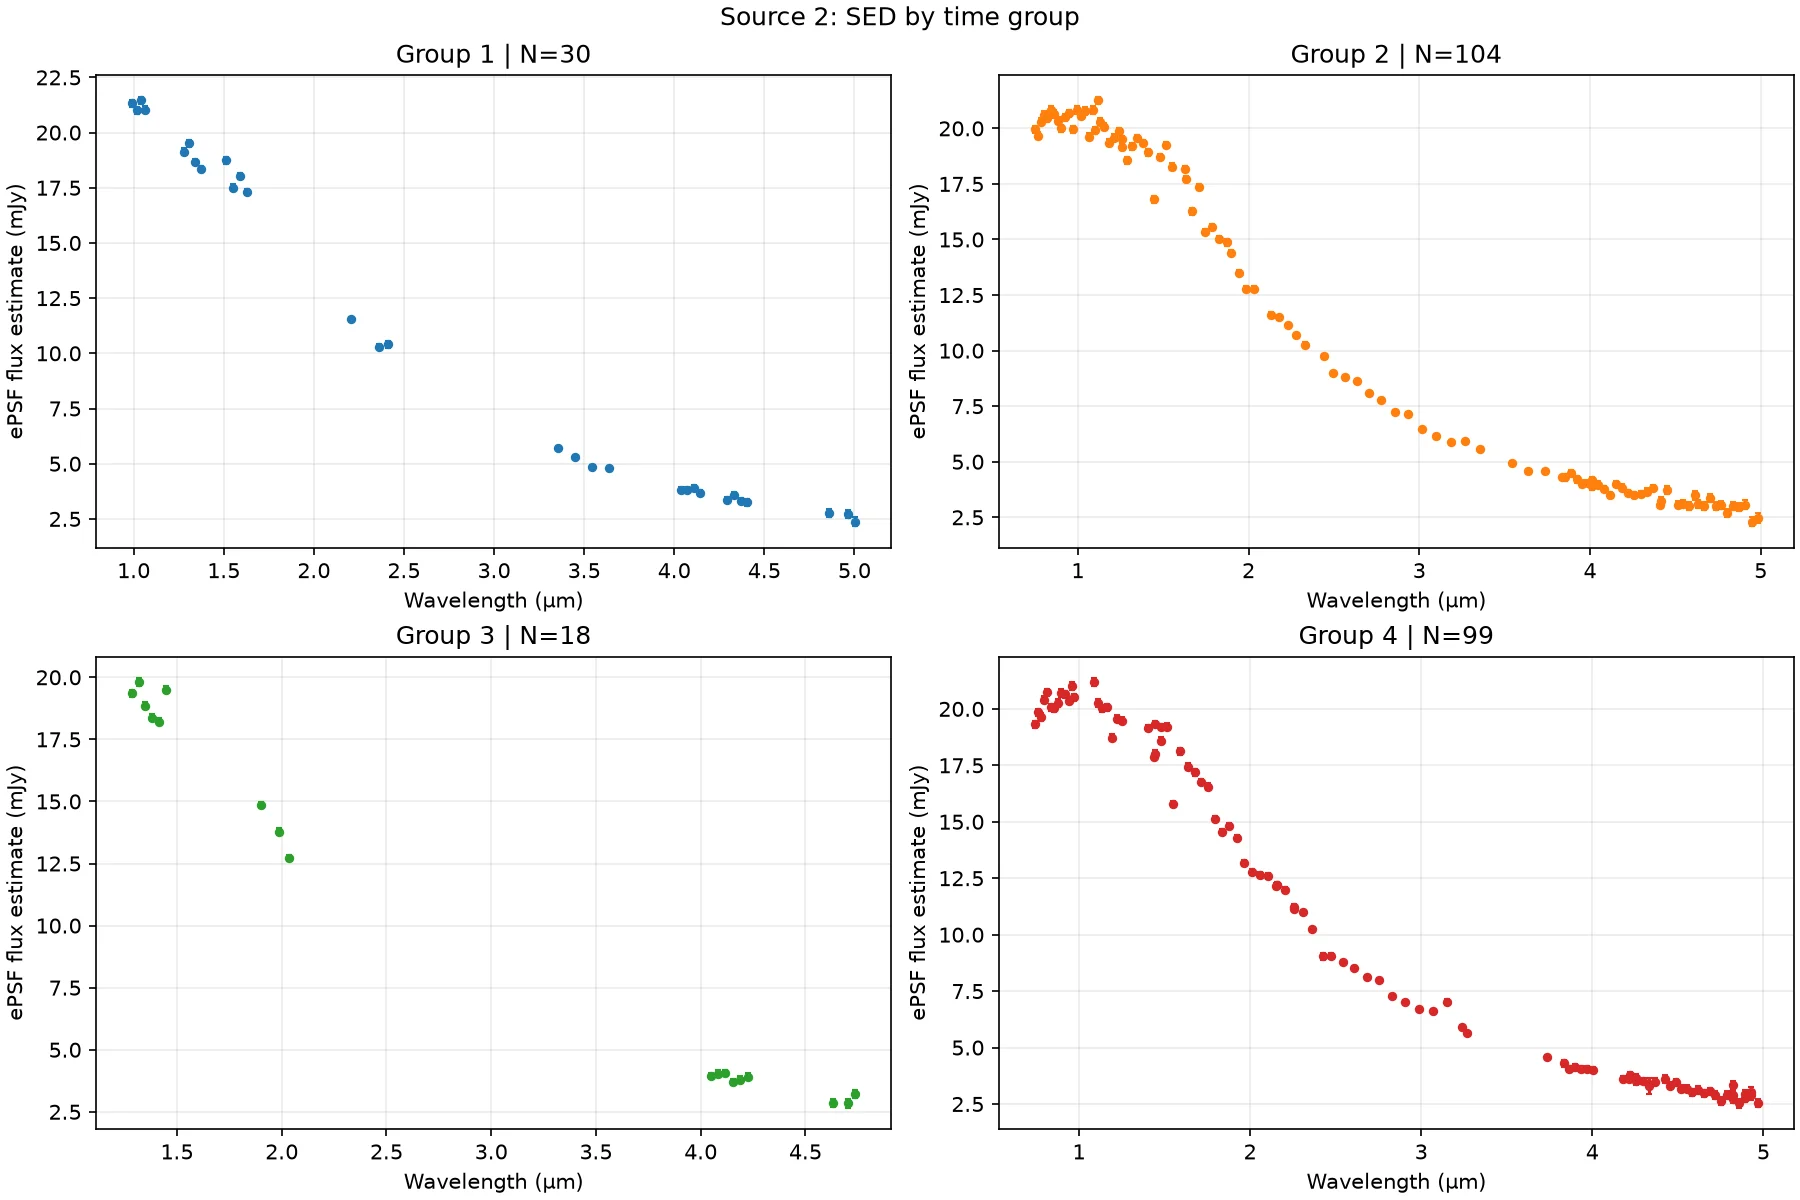 Source 2: SED by time group
Group 1 | N=30
22.5
20.0
17.5
15.0
12.5
10.0
7.5
5.0
2.5
ePSF flux estimate (mJy)
1.0 1.5 2.0 2.5 3.0 3.5 4.0 4.5 5.0
Wavelength (µm)
Group 2 | N=104
20.0
17.5
15.0
12.5
10.0
7.5
5.0
2.5
ePSF flux estimate (mJy)
1 2 3 4 5
Wavelength (µm)
Group 3 | N=18
20.0
17.5
15.0
12.5
10.0
7.5
5.0
2.5
ePSF flux estimate (mJy)
1.5 2.0 2.5 3.0 3.5 4.0 4.5
Wavelength (µm)
Group 4 | N=99
20.0
17.5
15.0
12.5
10.0
7.5
5.0
2.5
ePSF flux estimate (mJy)
1 2 3 4 5
Wavelength (µm)